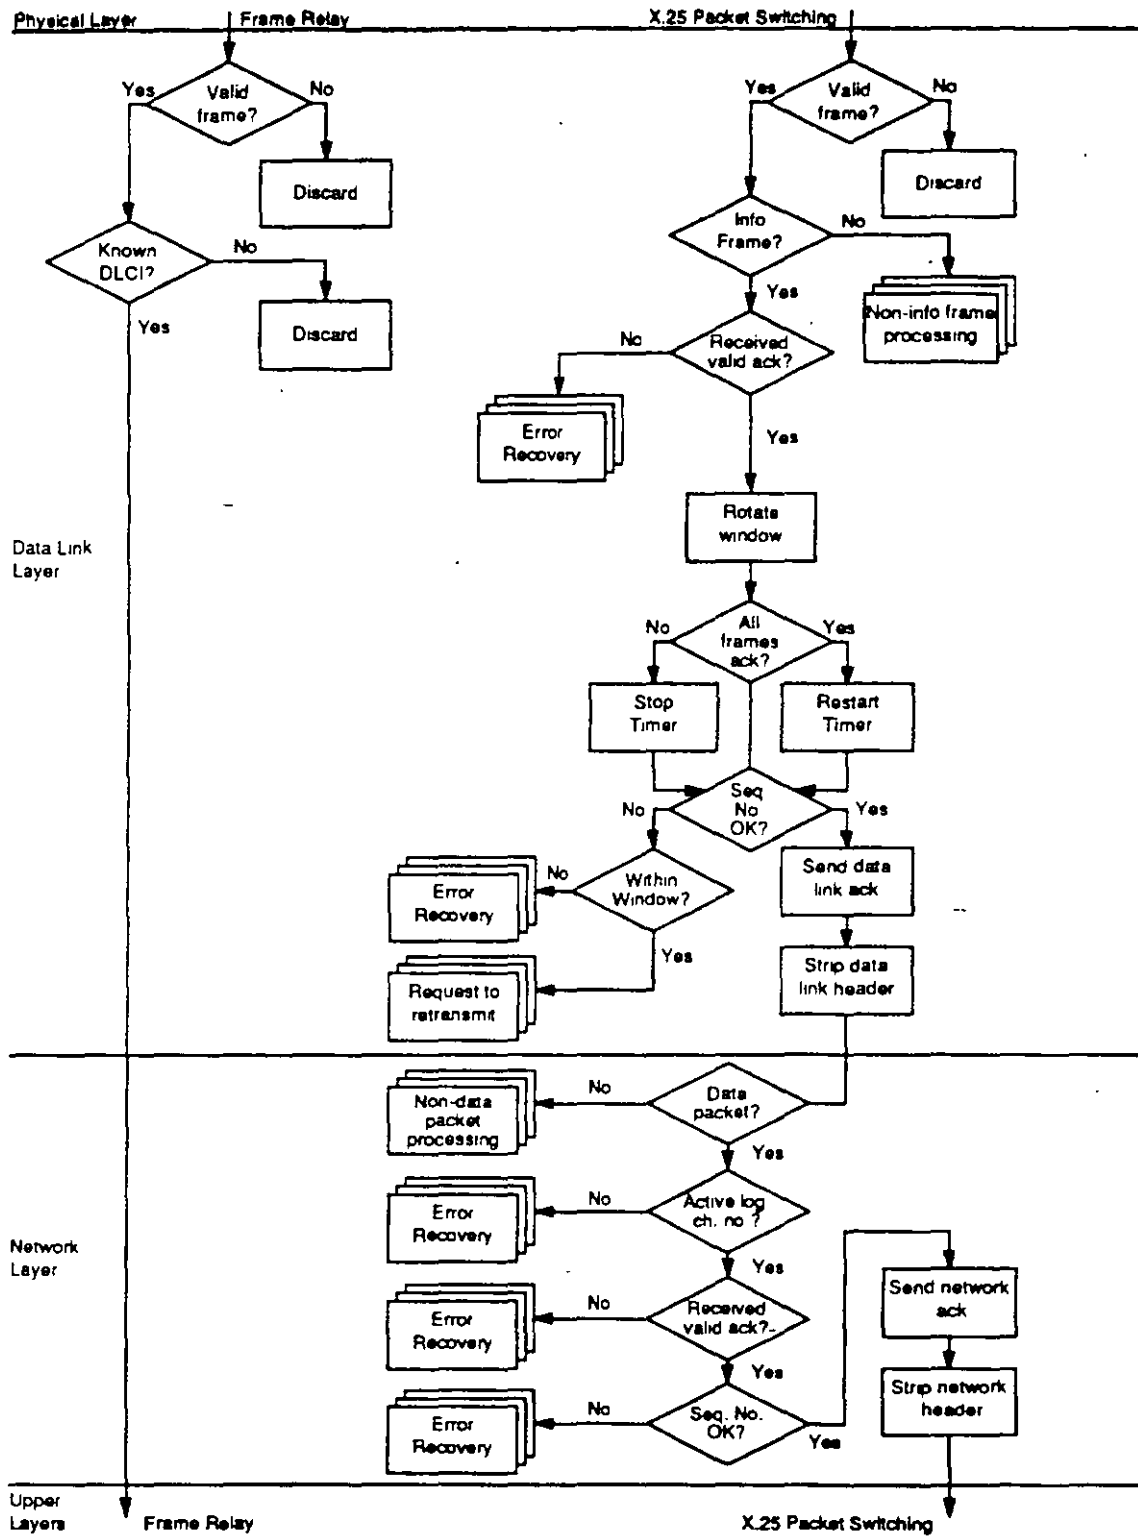 Physical Layer Frame Relay X.25 Packet Switching
Yes
Valid
frame?
No
Discard
Known
DLCI?
No
Discard
Yes
Yes
Valid
frame?
No
Discard
Info
Frame?
No
Non-info frame
processing
Yes
Received
valid ack?
No
Error
Recovery
Yes
Rotate
window
Data Link
Layer
All
frames
ack?
No
Yes
Stop
Timer
Restart
Timer
Seq
No
OK?
No
Yes
Within
Window?
No
Error
Recovery
Yes
Request to
retransmit
Send data
link ack
Strip data
link header
Data
packet?
No
Non-data
packet
processing
Yes
Active log
ch. no ?
No
Error
Recovery
Yes
Network
Layer
Received
valid ack?
No
Error
Recovery
Yes
Seq. No.
OK?
No
Error
Recovery
Yes
Send network
ack
Strip network
header
Upper
Layers
Frame Relay
X.25 Packet Switching